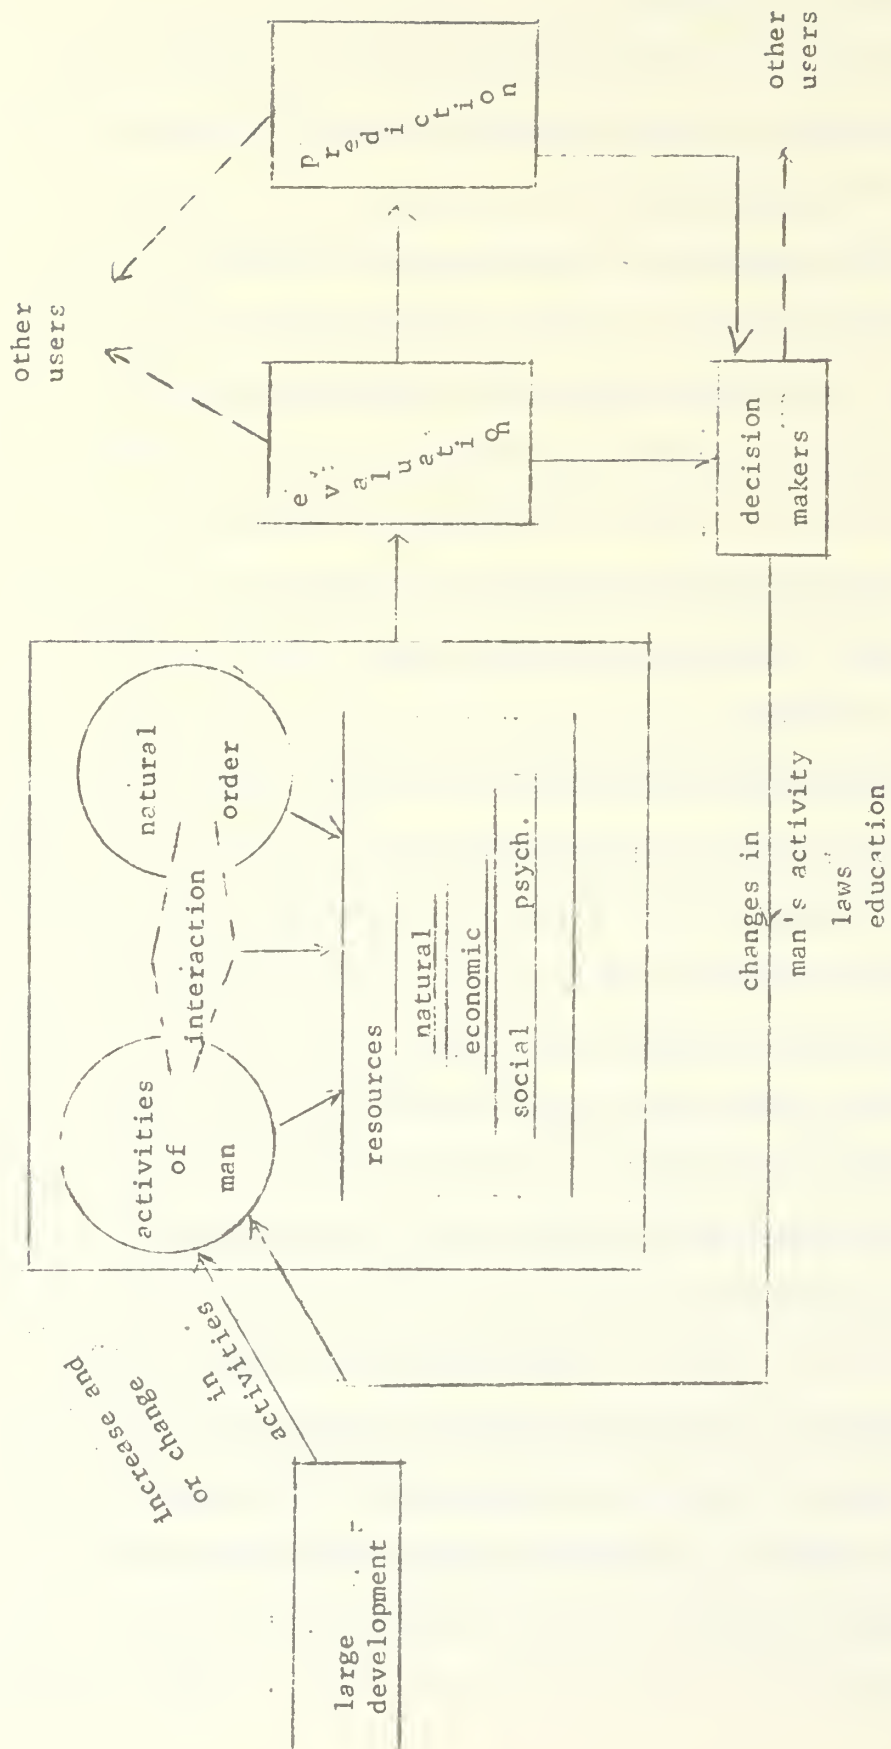 large
development
increase and
or change
in
activities
activities
of
man
interaction
natural
order
resources
natural
economic
social psych.
evaluation
prediction
other
users
decision
makers
other
users
changes in
man's activity
laws
education